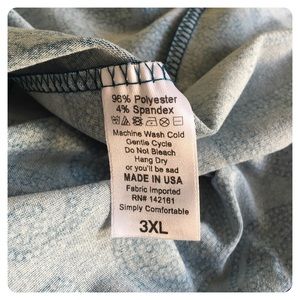 96% Polyester
4% Spandex
Machine Wash Cold
Gentle Cycle
Do Not Bleach
Hang Dry
or you'll be sad
MADE IN USA
Fabric Imported
RN# 142161
Simply Comfortable
3XL